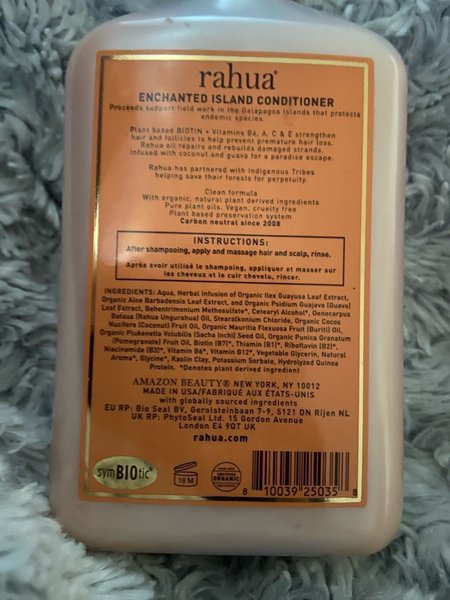 rahua®
ENCHANTED ISLAND CONDITIONER
Proceeds support field work in the Galapagos Islands that protects
endemic species.
Plant based BIOTIN + Vitamins B6, A, C & E strengthen
hair and follicles to help prevent premature hair loss.
Rahua oil repairs and rebuilds damaged strands.
Infused with coconut and guava for a paradise escape.
Rahua has partnered with Indigenous Tribes
helping save their forests for perpetuity.
Clean formula
With organic, natural plant derived ingredients
Pure plant oils. Vegan, cruelty free
Plant based preservation system
Carbon neutral since 2008
INSTRUCTIONS:
After shampooing, apply and massage hair and scalp, rinse.
Après avoir utilisé le shampoing, appliquer et masser sur
les cheveux et le cuir chevelu, rincer.
INGREDIENTS: Aqua, Herbal Infusion of Organic Ilex Guayusa Leaf Extract,
Organic Aloe Barbadensis Leaf Extract, and Organic Psidium Guajava (Guava)
Leaf Extract, Behentrimonium Methosulfate*, Cetearyl Alcohol*, Oenocarpus
Bataua (Rahua Ungurahua) Oil, Stearalkonium Chloride, Organic Cocos
Nucifera (Coconut) Fruit Oil, Organic Mauritia Flexuosa Fruit (Buriti) Oil,
Organic Plukenetia Volubilis (Sacha Inchi) Seed Oil, Organic Punica Granatum
(Pomegranate) Fruit Oil, Biotin (B7)*, Thiamin (B1)*, Riboflavin (B2)*,
Niacinamide (B3)*, Vitamin B6*, Vitamin B12*, Vegetable Glycerin, Natural
Aroma*, Glycine*, Kaolin Clay, Potassium Sorbate, Hydrolyzed Quinoa
Protein. *Denotes plant derived ingredient
AMAZON BEAUTY® NEW YORK, NY 10012
MADE IN USA/FABRIQUÉ AUX ÉTATS-UNIS
with globally sourced ingredients
EU RP: Bio Seal BV, Gerolsteinbaan 7-9, 5121 DN Rijen NL
UK RP: PhytoSeal Ltd. 15 Gordon Avenue
London E4 9QT UK
rahua.com
symBIOtic®
18 M
CERTIFIED
ORGANIC
8 10039 25035 8